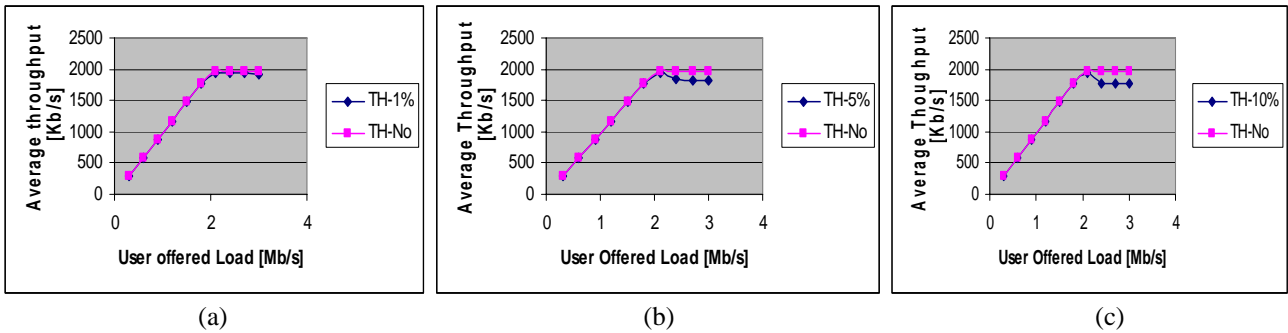 Average throughput
[Kb/s]
2500
2000
1500
1000
500
0
0 2 4
User offered Load [Mb/s]
TH-1%
TH-No
(a)
Average Throughput
[Kb/s]
2500
2000
1500
1000
500
0
0 1 2 3 4
User Offered Load [Mb/s]
TH-5%
TH-No
(b)
Average Thoughput
[Kb/s]
2500
2000
1500
1000
500
0
0 1 2 3 4
User Offered Load [Mb/s]
TH-10%
TH-No
(c)